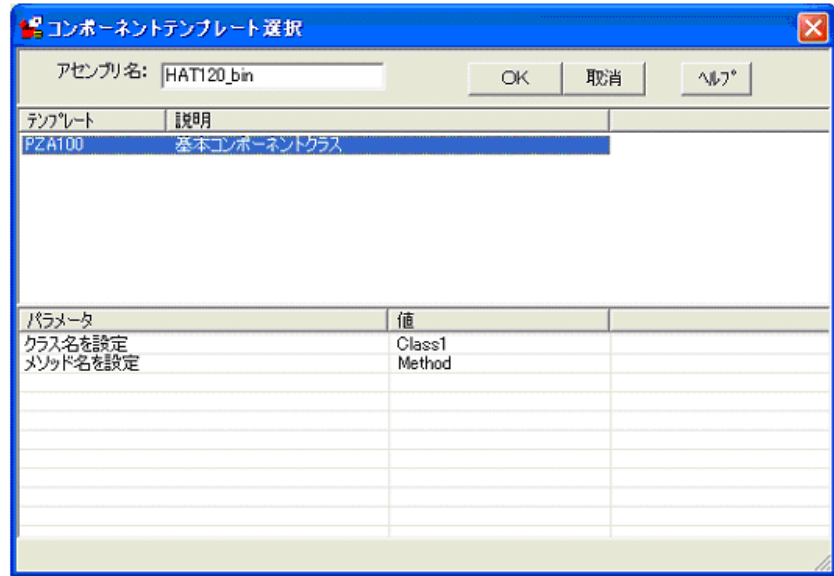 コンポーネントテンプレート選択
アセンブリ名: HAT120_bin OK 取消 ﾍﾙﾌﾟ
ﾃﾝﾌﾟﾚｰﾄ 説明
PZA100 基本コンポーネントクラス
パラメータ 値
クラス名を設定 Class1
メソッド名を設定 Method